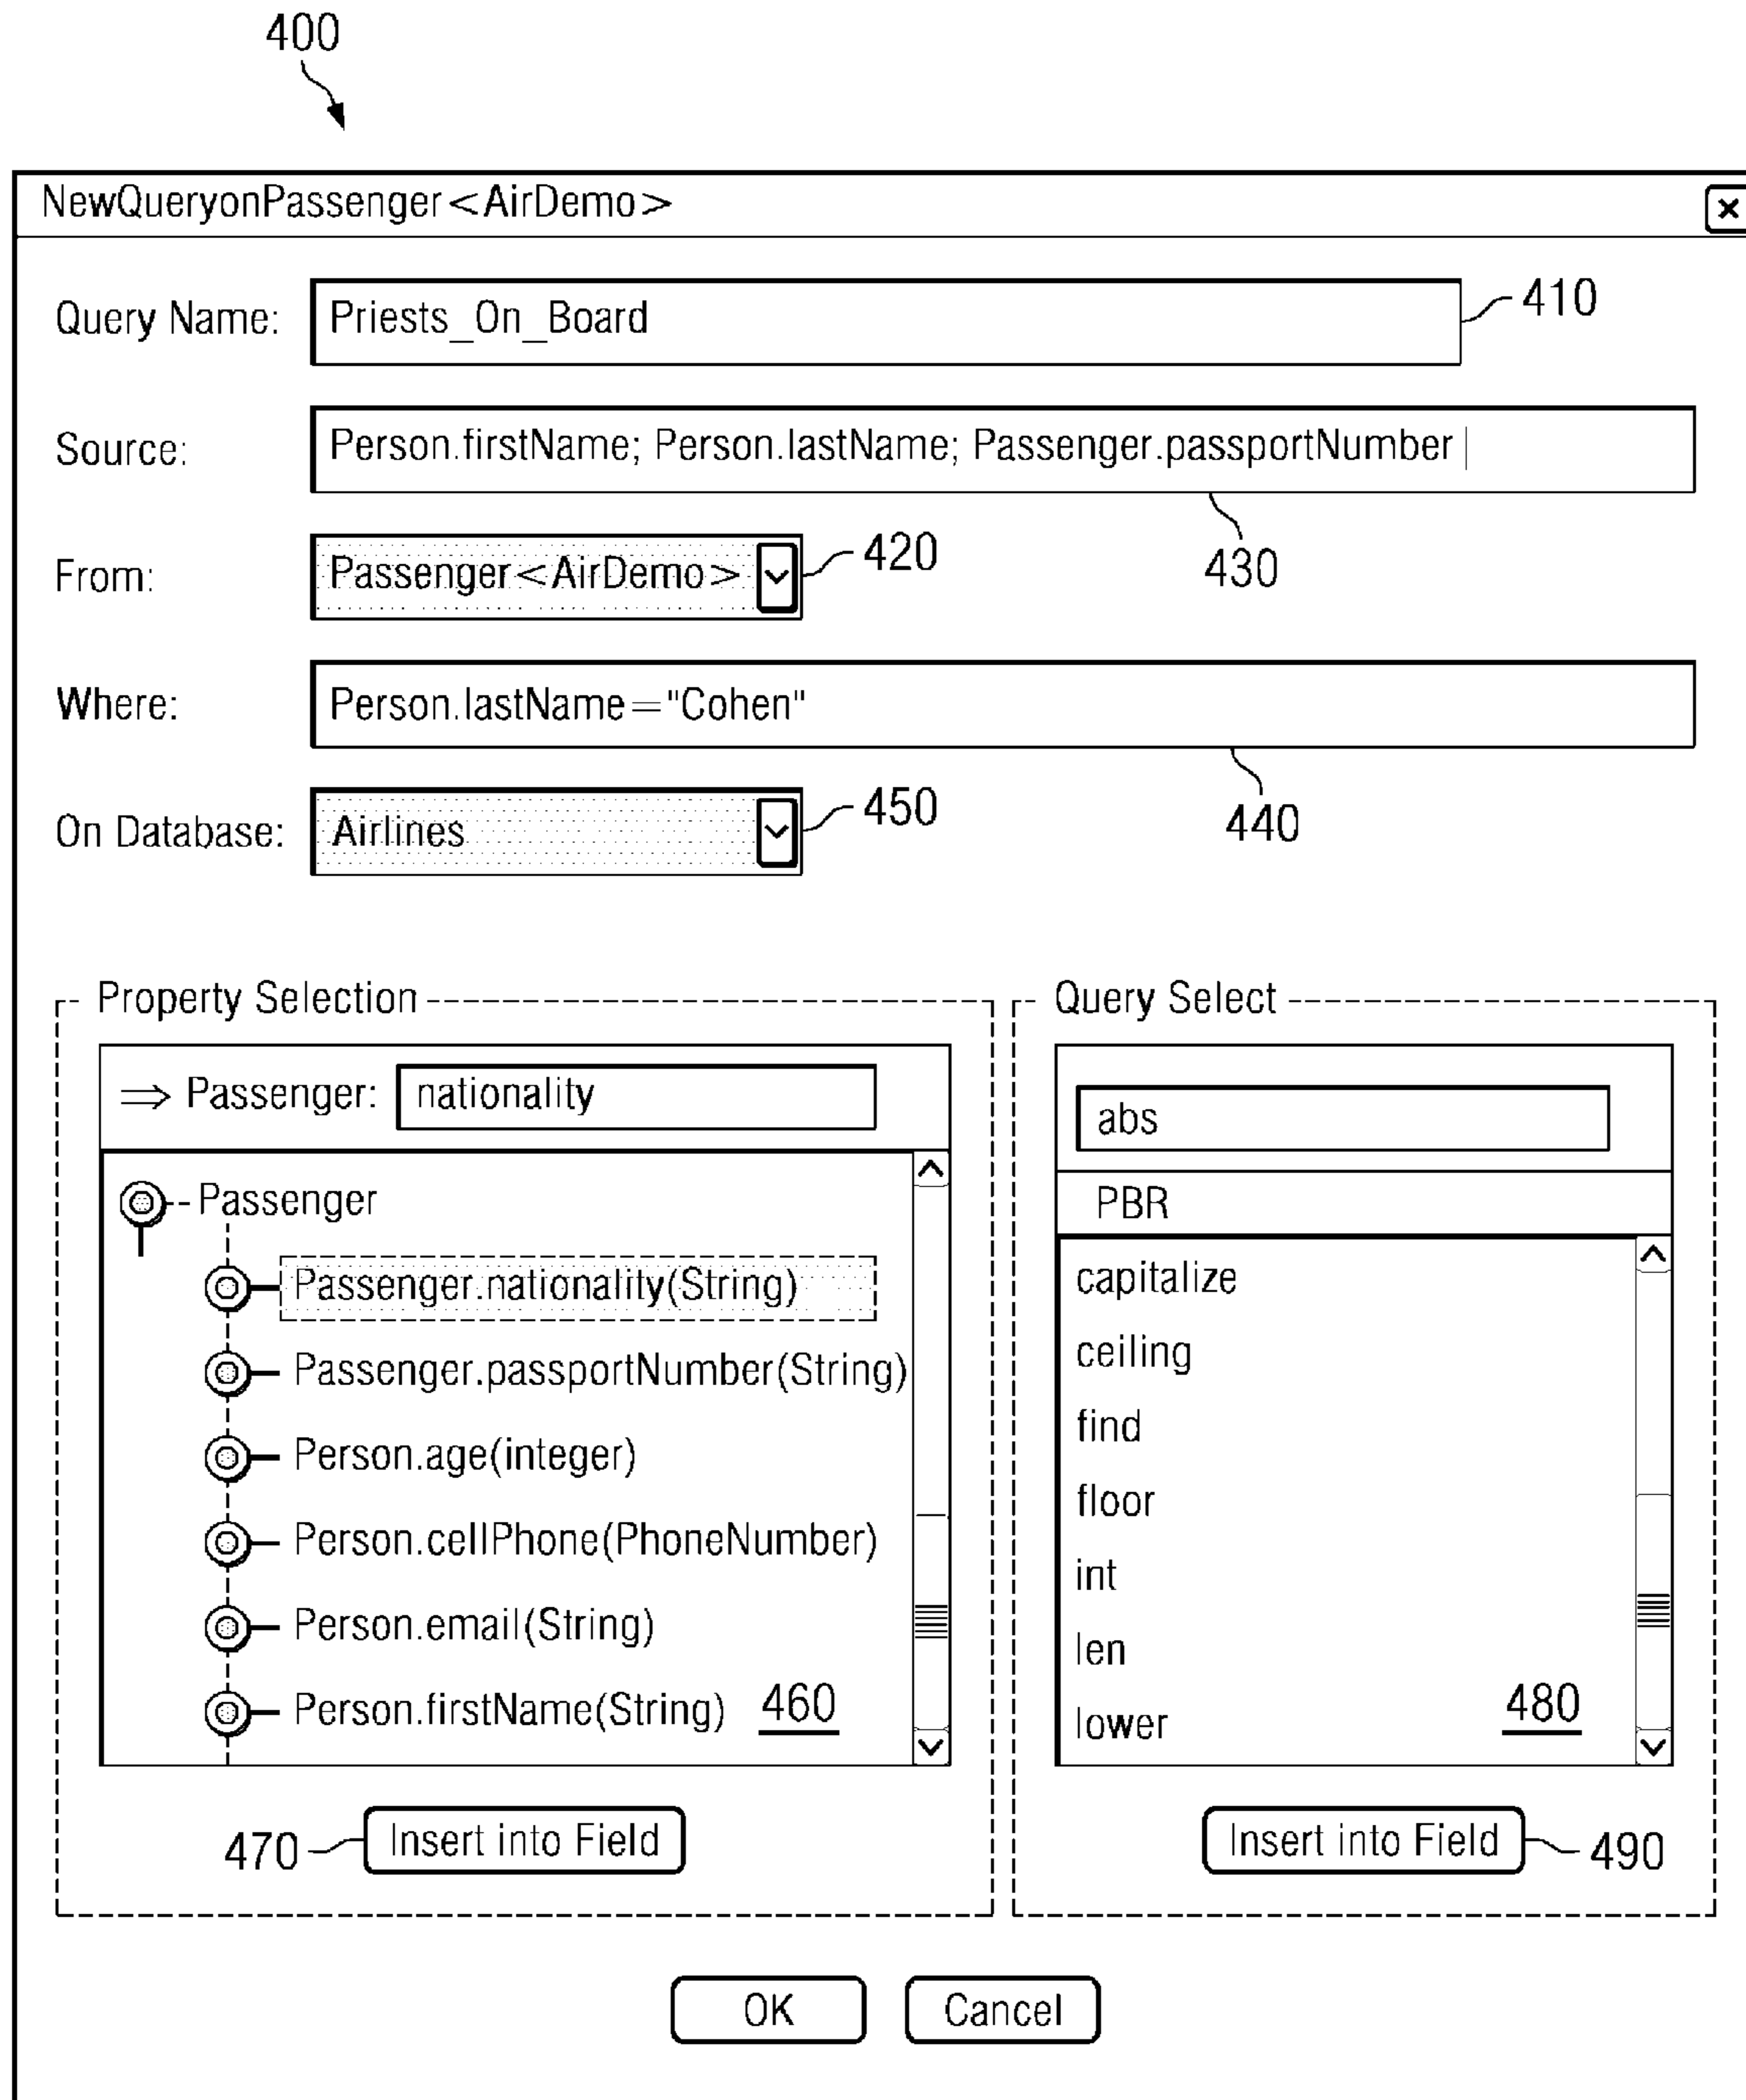 400
NewQueryonPassenger<AirDemo>
Query Name: Priests_On_Board 410
Source: Person.firstName; Person.lastName; Passenger.passportNumber
430
From: Passenger<AirDemo> 420
Where: Person.lastName="Cohen"
440
On Database: Airlines 450
Property Selection
⇒ Passenger: nationality
Passenger
Passenger.nationality(String)
Passenger.passportNumber(String)
Person.age(integer)
Person.cellPhone(PhoneNumber)
Person.email(String)
Person.firstName(String) 460
470 Insert into Field
Query Select
abs
PBR
capitalize
ceiling
find
floor
int
len
lower 480
Insert into Field 490
OK Cancel